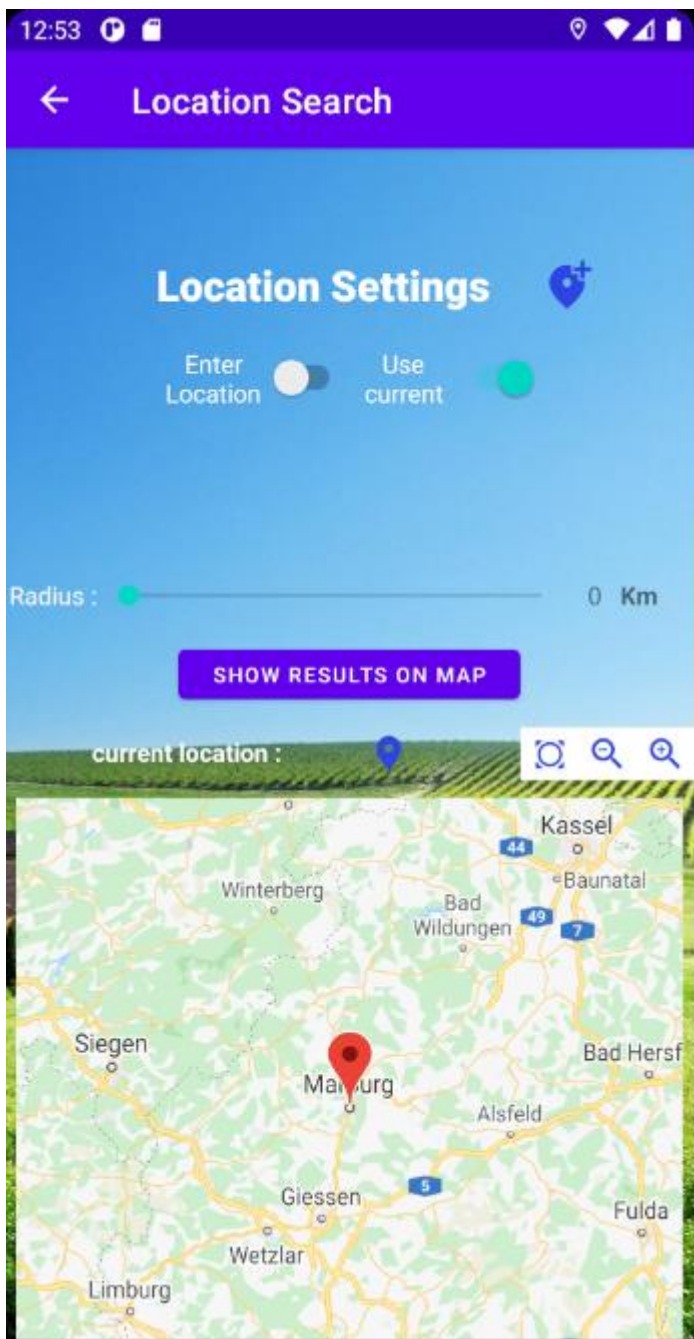 12:53
Location Search
Location Settings
Enter
Location
Use
current
Radius :
0 Km
SHOW RESULTS ON MAP
current location :
Kassel
44
Baunatal
Winterberg
Bad
Wildungen
49
7
Siegen
Bad Hersf
Marburg
Alsfeld
5
Giessen
Fulda
Wetzlar
Limburg